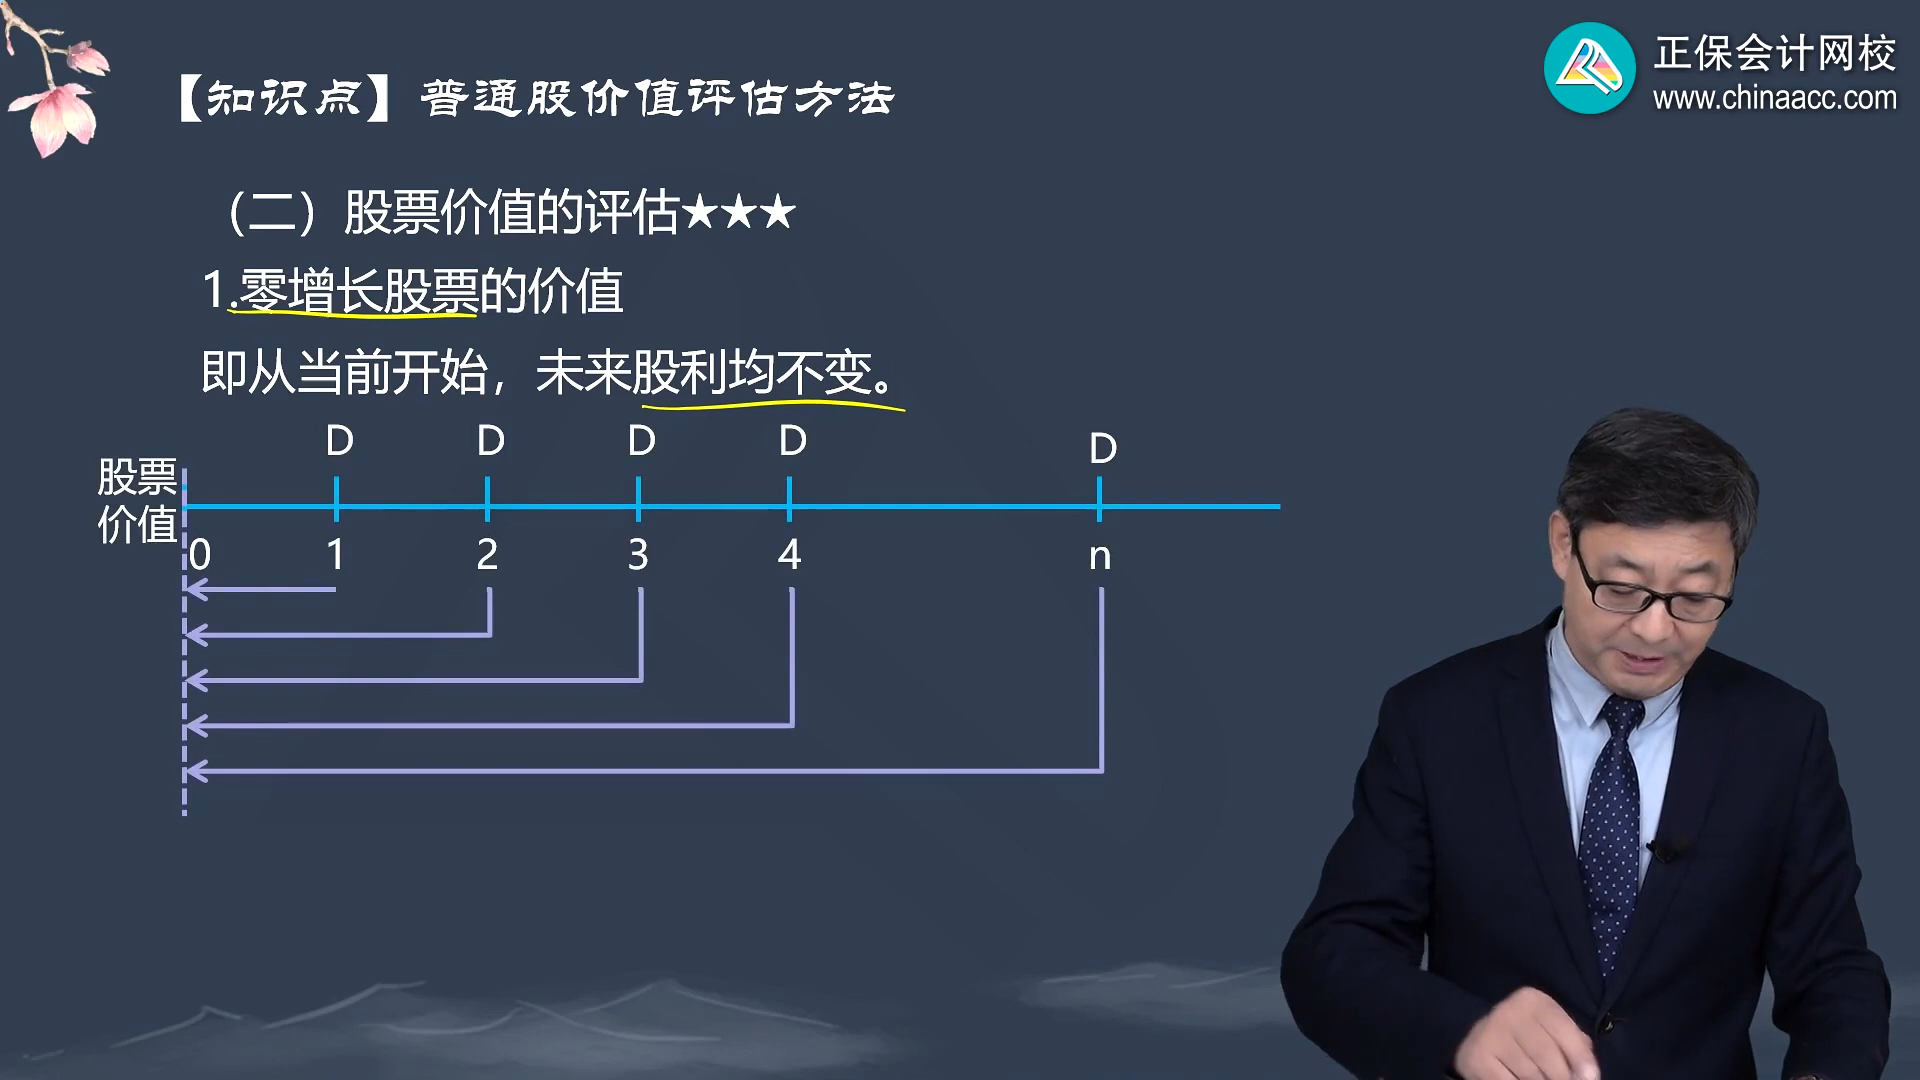 正保会计网校
www.chinaacc.com
【知识点】普通股价值评估方法
（二）股票价值的评估★★★
1.零增长股票的价值
即从当前开始，未来股利均不变。
D D D D D
股票
价值
0 1 2 3 4 n